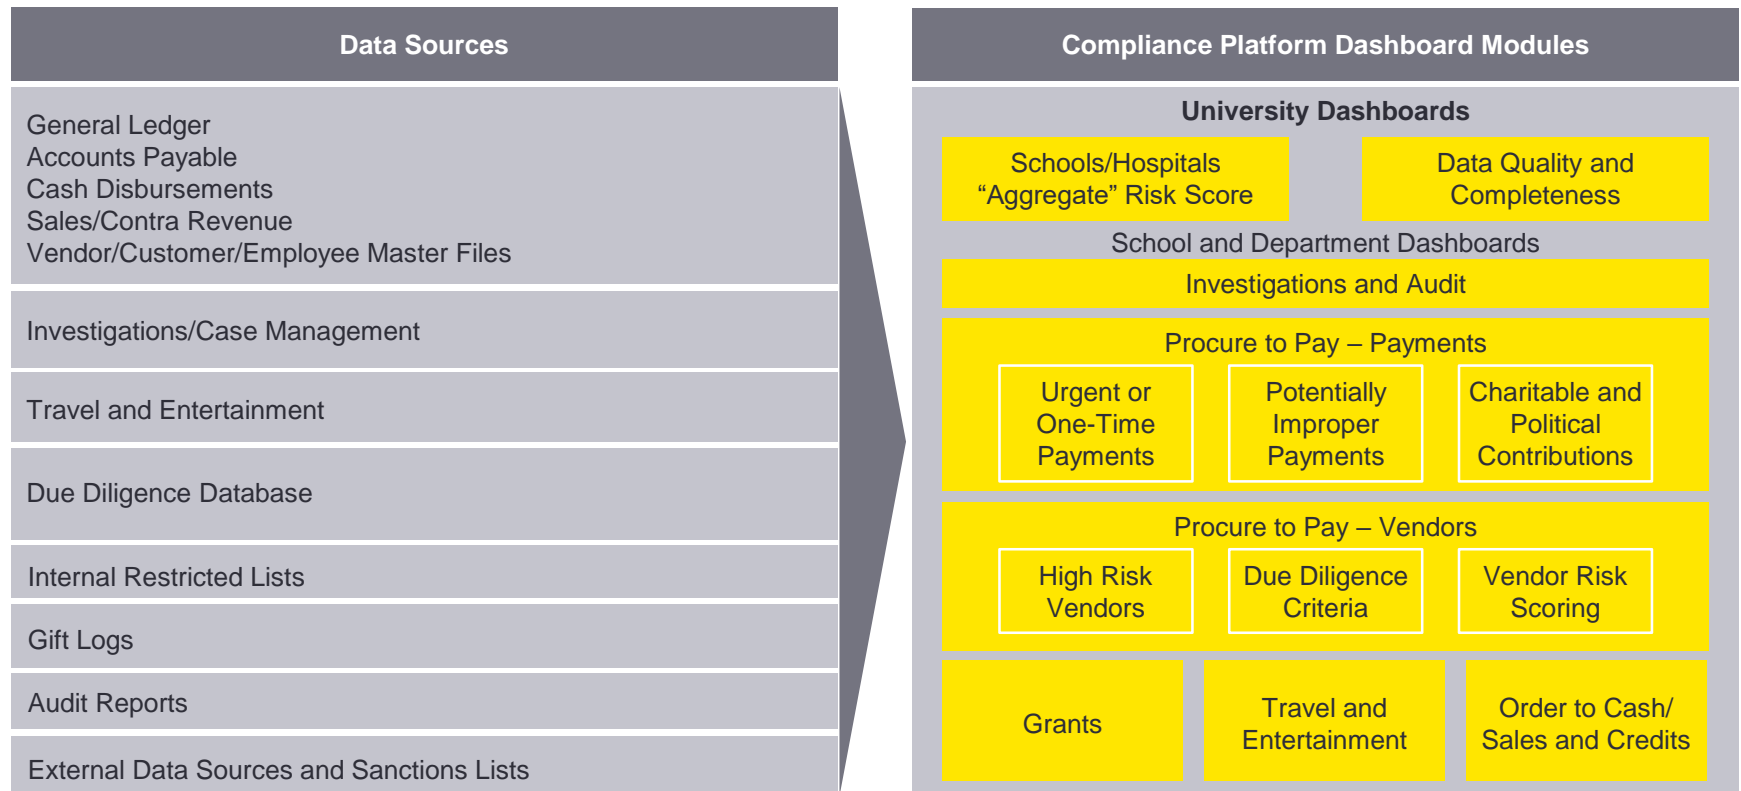 Data Sources
General Ledger
Accounts Payable
Cash Disbursements
Sales/Contra Revenue
Vendor/Customer/Employee Master Files
Investigations/Case Management
Travel and Entertainment
Due Diligence Database
Internal Restricted Lists
Gift Logs
Audit Reports
External Data Sources and Sanctions Lists
Compliance Platform Dashboard Modules
University Dashboards
Schools/Hospitals
“Aggregate” Risk Score
Data Quality and
Completeness
School and Department Dashboards
Investigations and Audit
Procure to Pay – Payments
Urgent or
One-Time
Payments
Potentially
Improper
Payments
Charitable and
Political
Contributions
Procure to Pay – Vendors
High Risk
Vendors
Due Diligence
Criteria
Vendor Risk
Scoring
Grants
Travel and
Entertainment
Order to Cash/
Sales and Credits